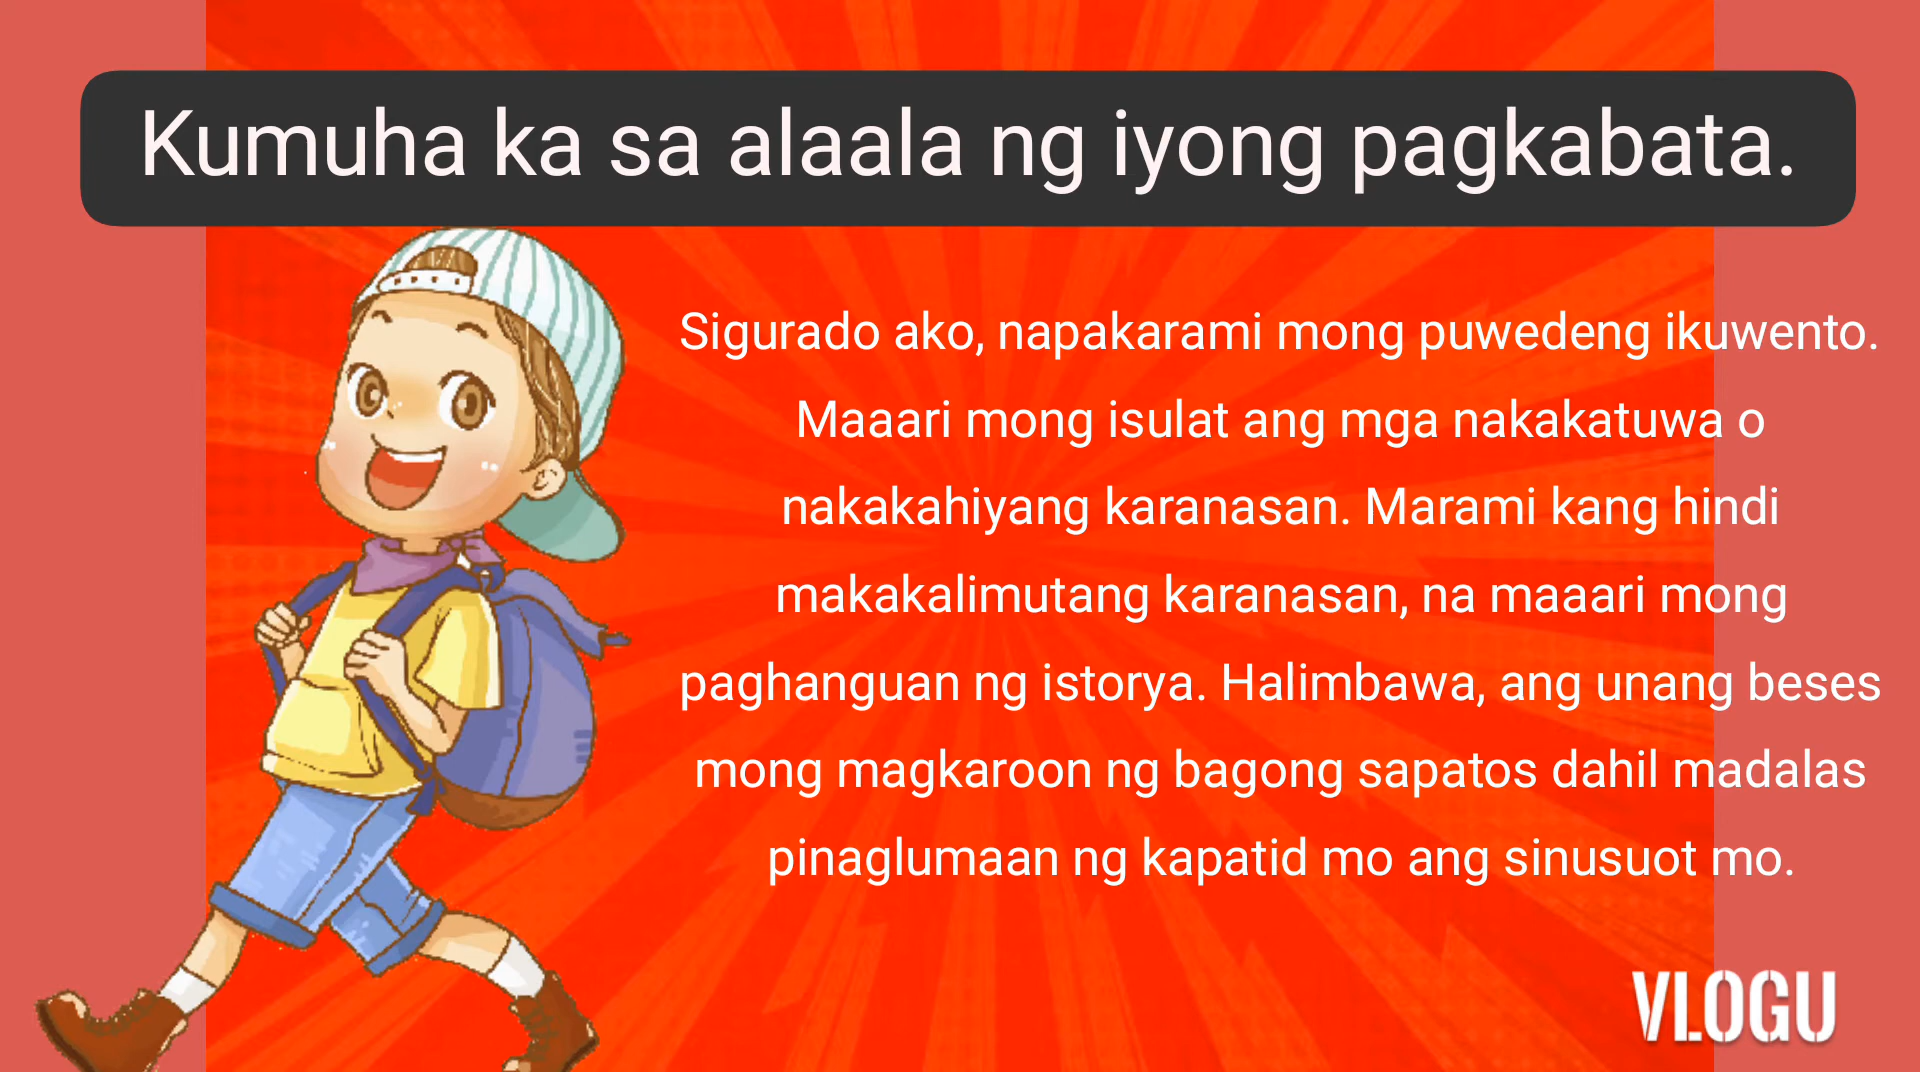 Kumuha ka sa alaala ng iyong pagkabata.
Sigurado ako, napakarami mong puwedeng ikuwento.
Maaari mong isulat ang mga nakakatuwa o
nakakahiyang karanasan. Marami kang hindi
makakalimutang karanasan, na maaari mong
paghanguan ng istorya. Halimbawa, ang unang beses
mong magkaroon ng bagong sapatos dahil madalas
pinaglumaan ng kapatid mo ang sinusuot mo.
VLOGU